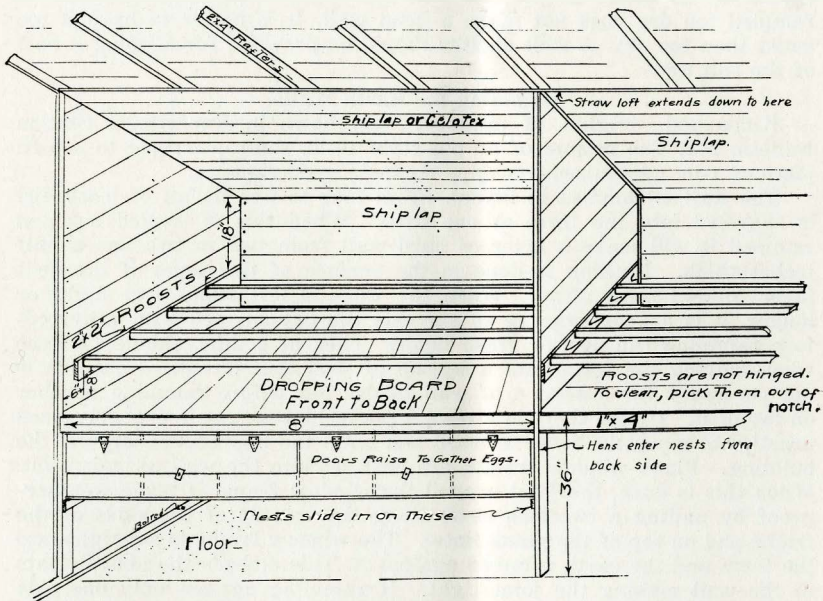 2x4" Rafters
Straw loft extends down to here
Shiplap or Celotex
Shiplap
Shiplap
8"
2"x2" ROOSTS
6"
8"
ROOSTS are not hinged.
To clean, pick Them out of
notch.
DROPPING BOARD
Front to Back
1"x 4"
8'
Hens enter nests from
back side
Doors Raise To Gather Eggs.
36"
Nests slide in on These
Bolted
Floor